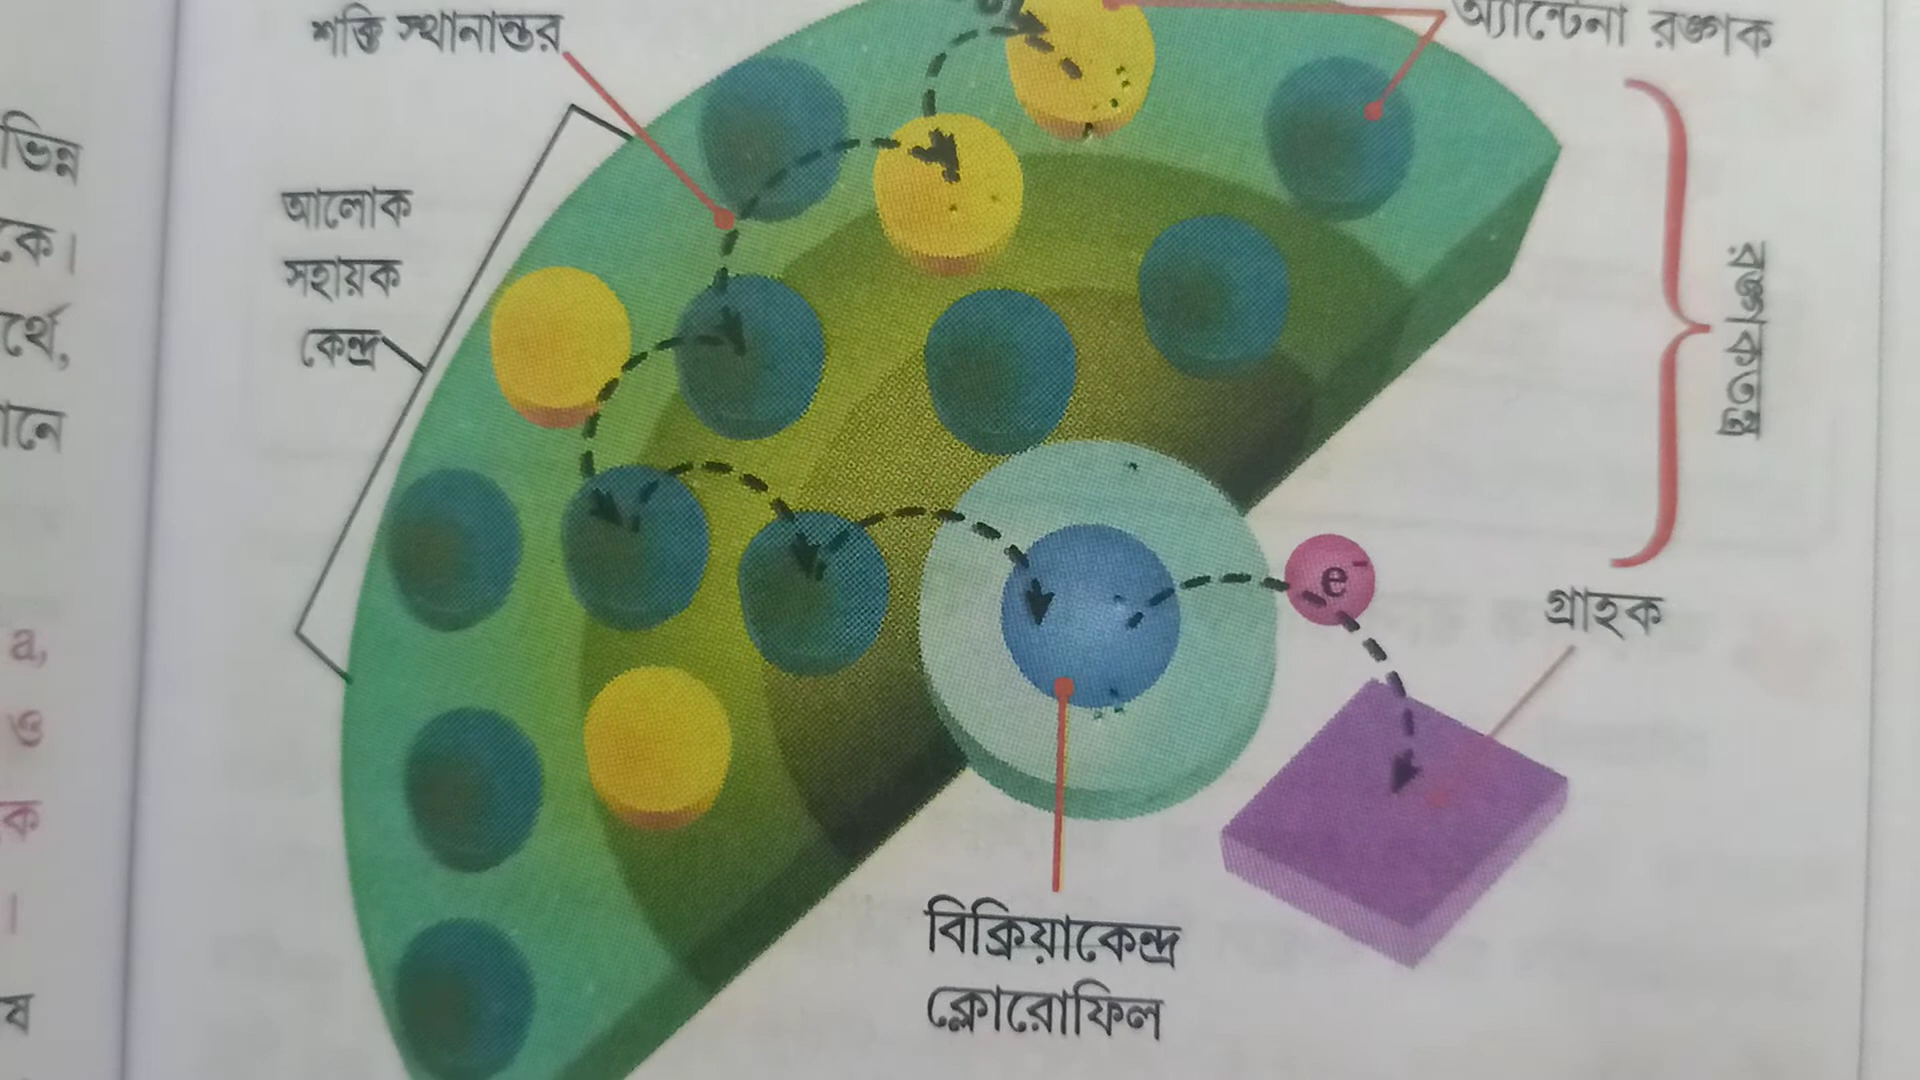 শক্তি স্থানান্তর
অ্যান্টেনা রঞ্জক
আলোক
সহায়ক
কেন্দ্র
রঞ্জকতন্ত্র
e⁻
গ্রাহক
বিক্রিয়াকেন্দ্র
ক্লোরোফিল
ভিন্ন
কে।
র্থে,
ানে
a,
ও
ক
।
ষ